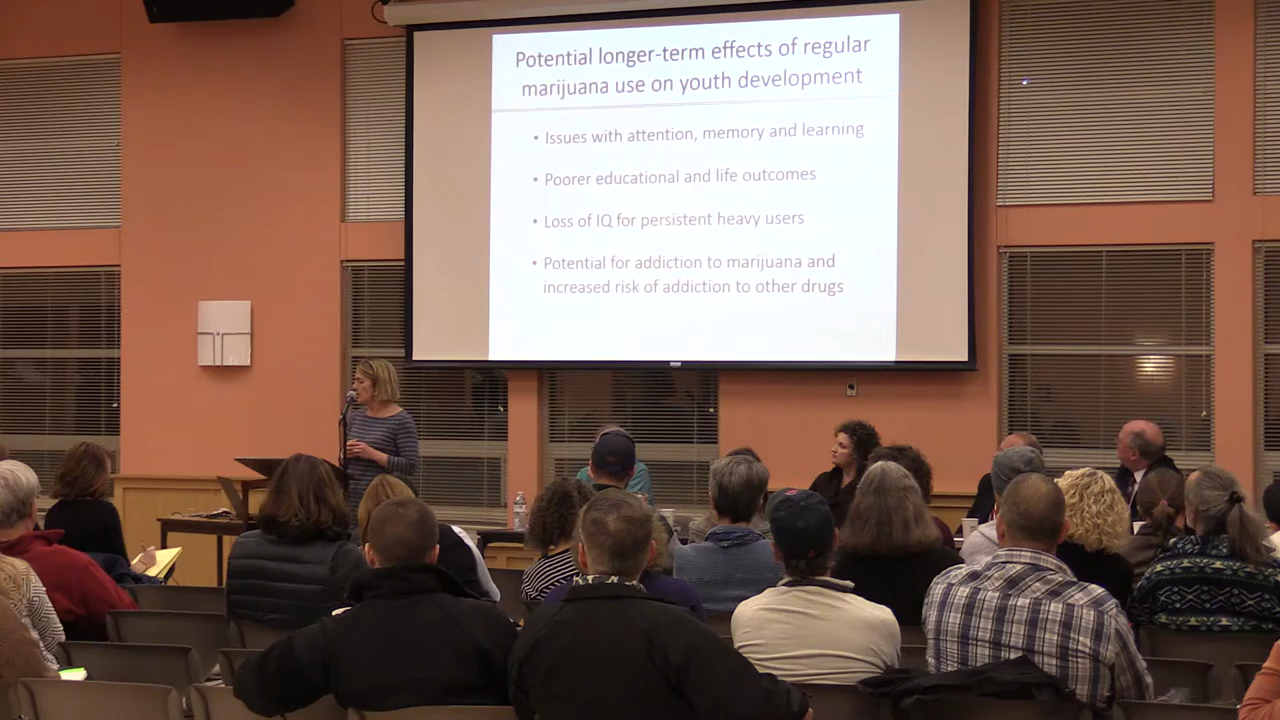 Potential longer-term effects of regular
marijuana use on youth development
• Issues with attention, memory and learning
• Poorer educational and life outcomes
• Loss of IQ for persistent heavy users
• Potential for addiction to marijuana and
increased risk of addiction to other drugs